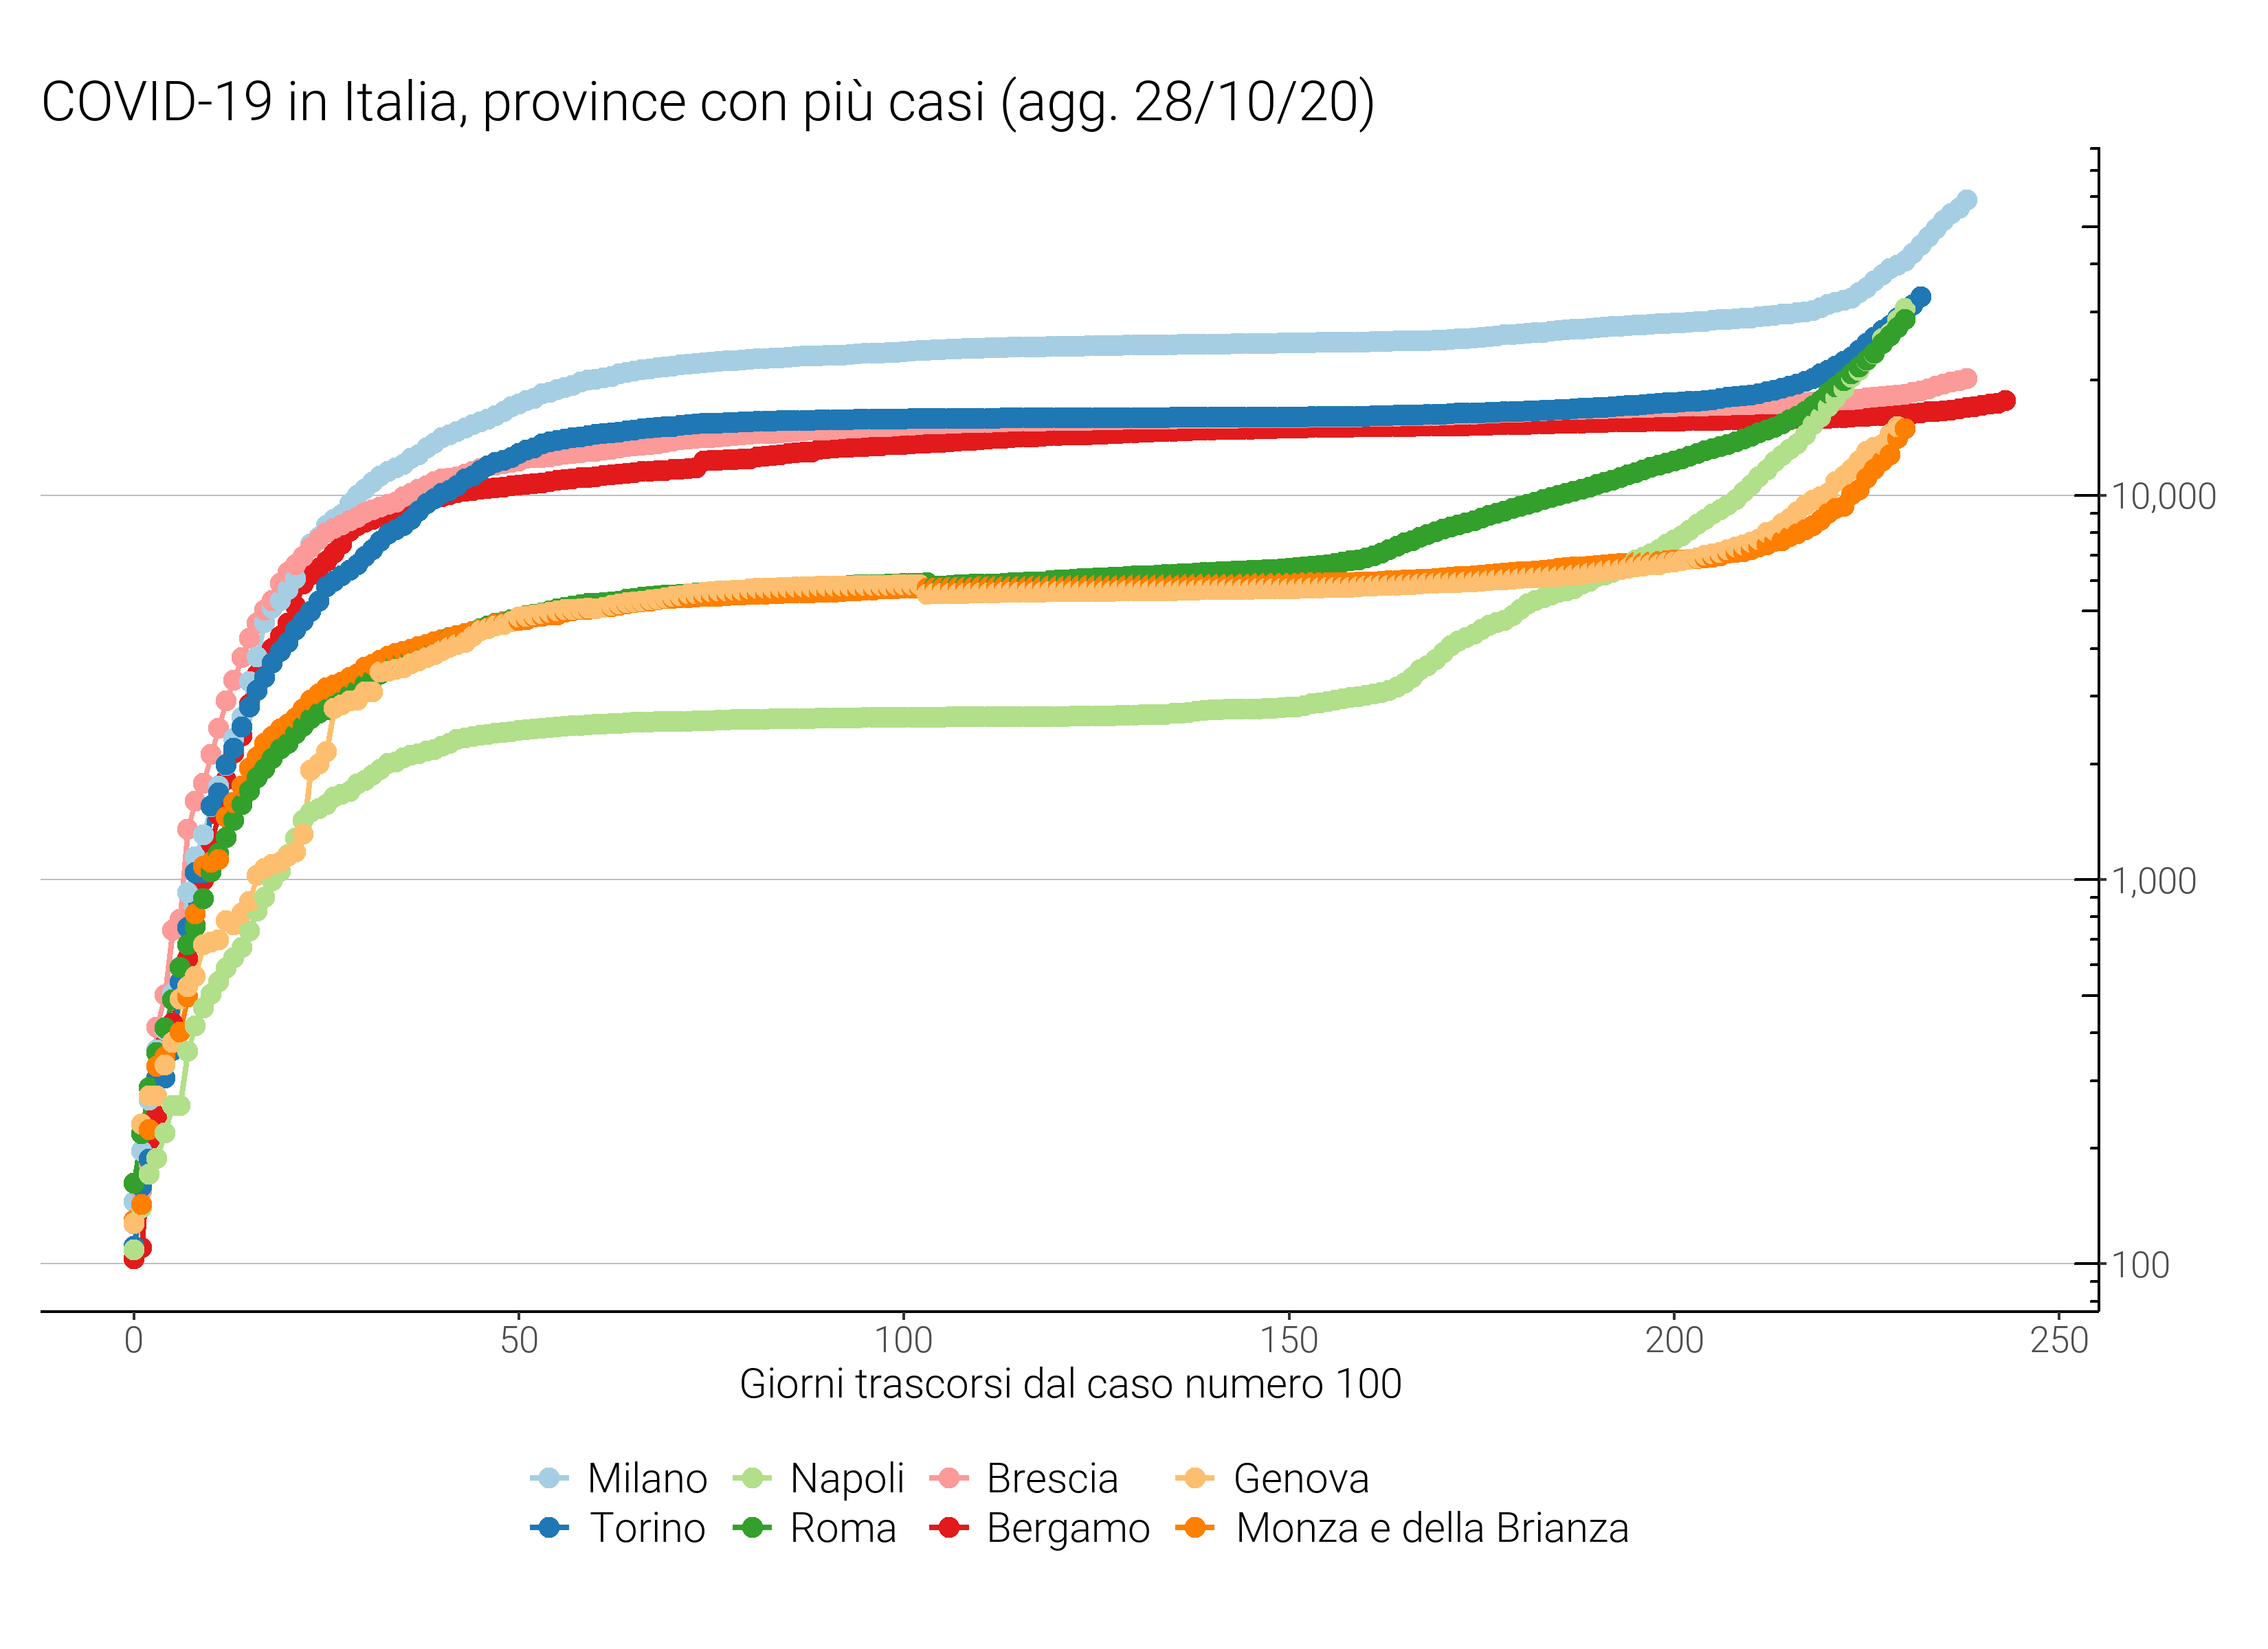 COVID-19 in Italia, province con più casi (agg. 28/10/20)
10,000
1,000
100
0 50 100 150 200 250
Giorni trascorsi dal caso numero 100
Milano Napoli Brescia Genova
Torino Roma Bergamo Monza e della Brianza